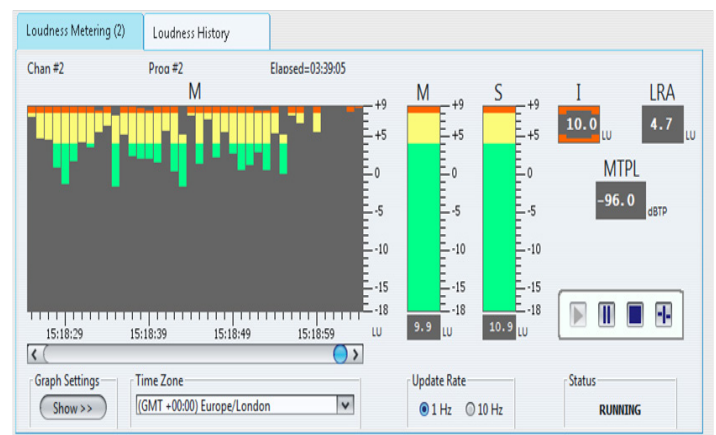 Loudness Metering (2) Loudness History
Chan #2 Prog #2 Elapsed=03:39:05
M M S I LRA
+9 +9 +9
10.0 LU 4.7 LU
+5 +5 +5
MTPL
0 0 0
-96.0 dBTP
-5 -5 -5
-10 -10 -10
-15 -15 -15
-18 -18 -18
15:18:29 15:18:39 15:18:49 15:18:59 LU 9.9 LU 10.9 LU
Graph Settings Time Zone Update Rate Status
Show >> (GMT +00:00) Europe/London 1 Hz 10 Hz RUNNING